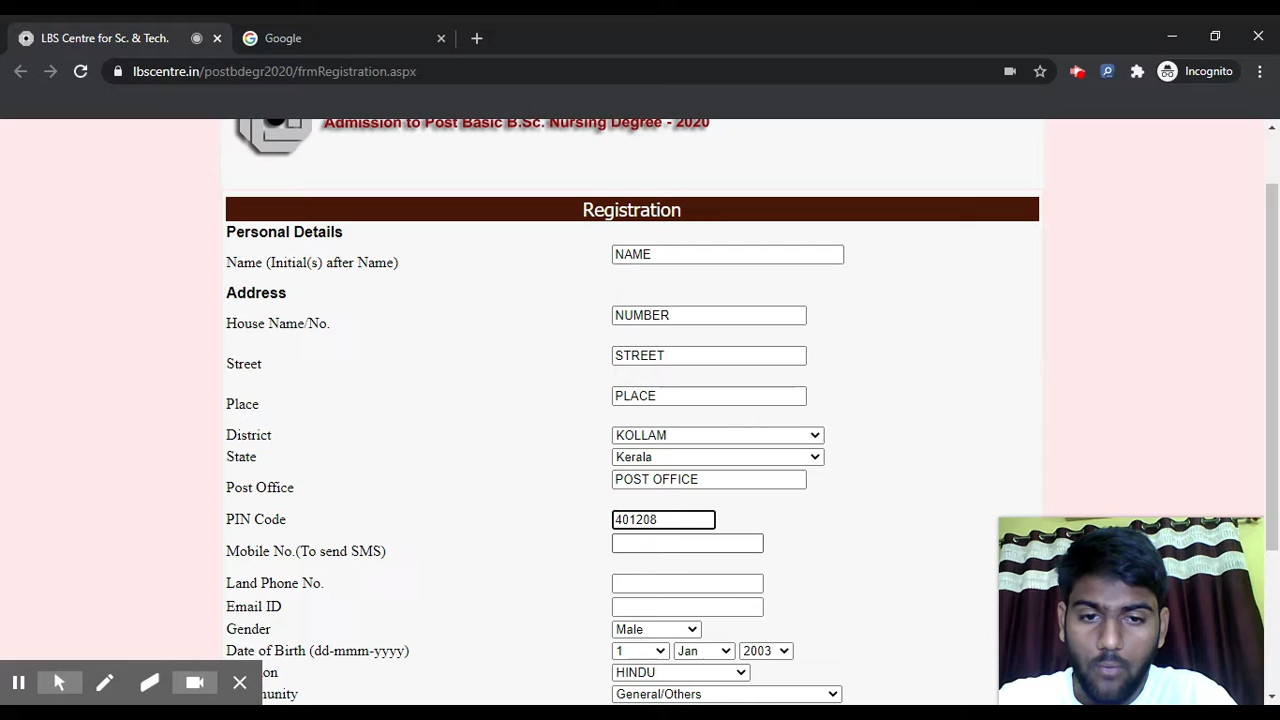 LBS Centre for Sc. & Tech.
Google
lbscentre.in/postbdegr2020/frmRegistration.aspx
Incognito
Admission to Post Basic B.Sc. Nursing Degree - 2020
Registration
Personal Details
Name (Initial(s) after Name) NAME
Address
House Name/No. NUMBER
Street STREET
Place PLACE
District KOLLAM
State Kerala
Post Office POST OFFICE
PIN Code 401208
Mobile No.(To send SMS)
Land Phone No.
Email ID
Gender Male
Date of Birth (dd-mmm-yyyy) 1 Jan 2003
on HINDU
unity General/Others